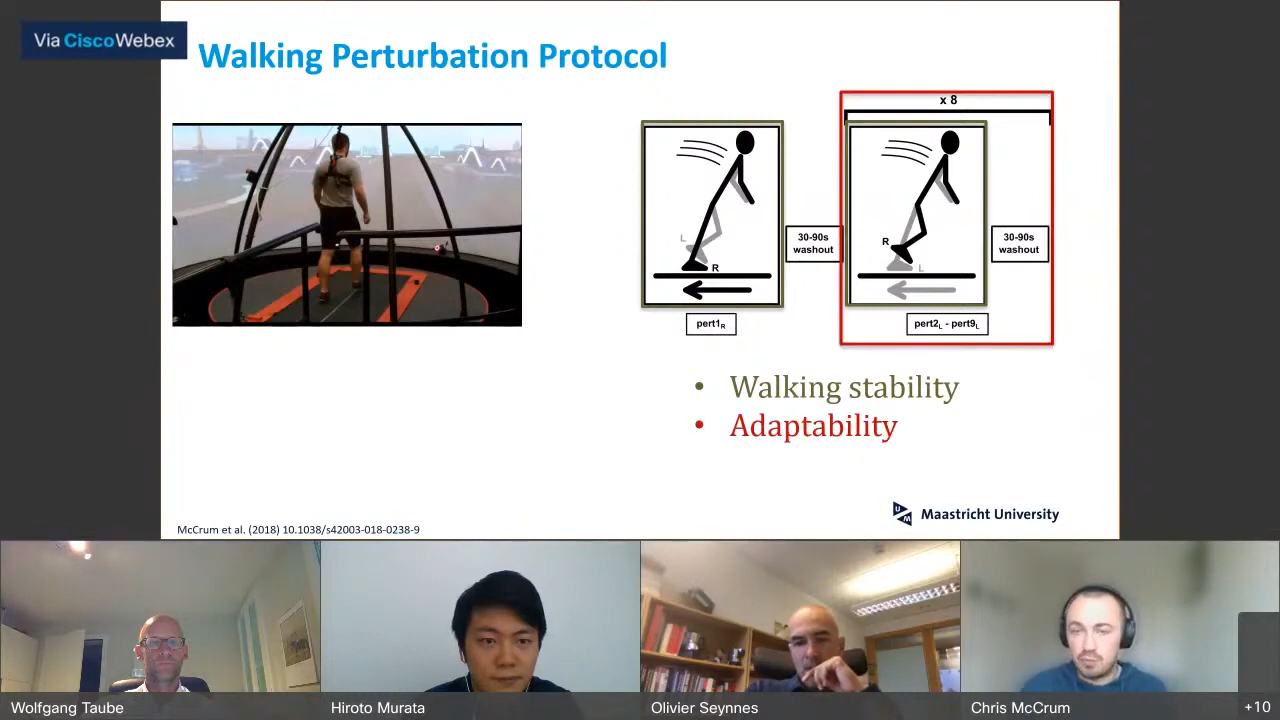 Via Cisco Webex
Walking Perturbation Protocol
x 8
L
R
30-90s
washout
R
L
30-90s
washout
pert1R
pert2L - pert9L
• Walking stability
• Adaptability
McCrum et al. (2018) 10.1038/s42003-018-0238-9
UM Maastricht University
Wolfgang Taube
Hiroto Murata
Olivier Seynnes
Chris McCrum
+10